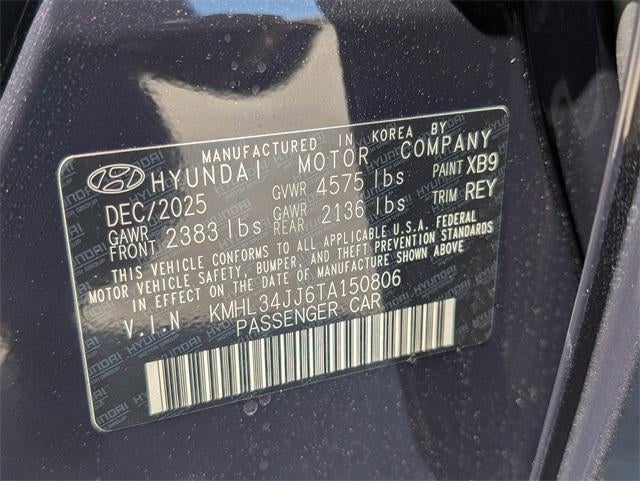 MANUFACTURED IN KOREA BY
HYUNDAI MOTOR COMPANY
DEC/2025 GVWR 4575 lbs PAINT XB9
GAWR FRONT 2383 lbs GAWR REAR 2136 lbs TRIM REY
THIS VEHICLE CONFORMS TO ALL APPLICABLE U.S.A. FEDERAL
MOTOR VEHICLE SAFETY, BUMPER, AND THEFT PREVENTION STANDARDS
IN EFFECT ON THE DATE OF MANUFACTURE SHOWN ABOVE
V.I.N KMHL34JJ6TA150806
PASSENGER CAR